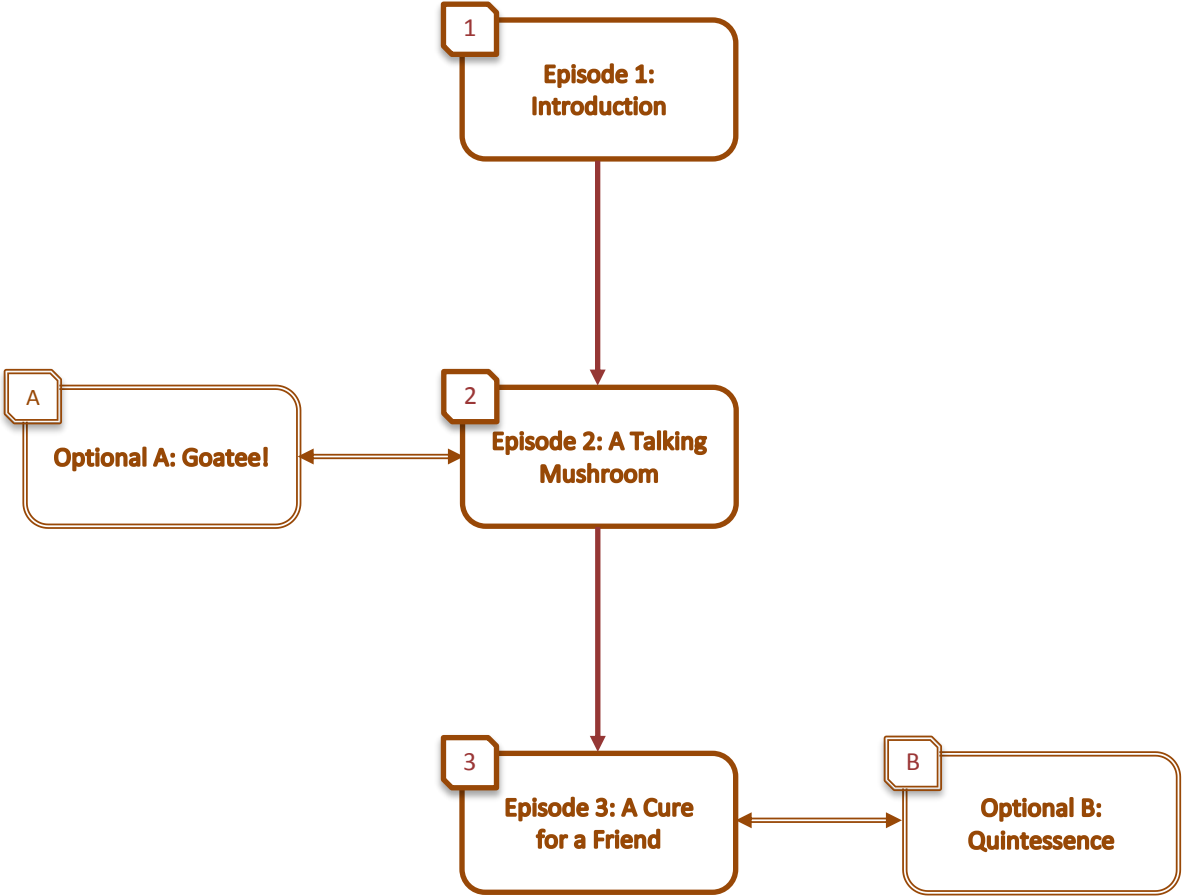 1
Episode 1:
Introduction
A
Optional A: Goatee!
2
Episode 2: A Talking
Mushroom
3
Episode 3: A Cure
for a Friend
B
Optional B:
Quintessence